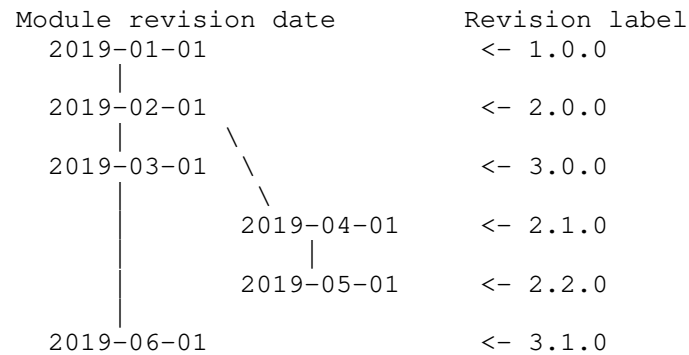 Module revision date Revision label
2019-01-01 <- 1.0.0
|
2019-02-01 <- 2.0.0
| \
2019-03-01 \ <- 3.0.0
| \
| 2019-04-01 <- 2.1.0
| |
| 2019-05-01 <- 2.2.0
|
2019-06-01 <- 3.1.0